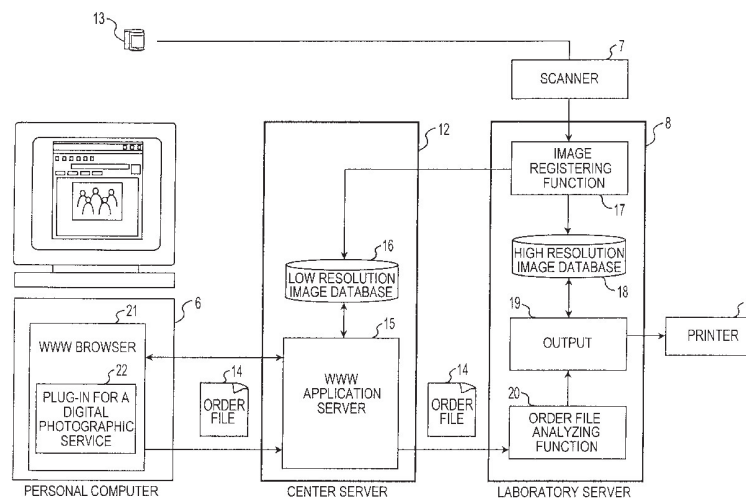 13
7
SCANNER
12
8
IMAGE
REGISTERING
FUNCTION
17
16
LOW RESOLUTION
IMAGE DATABASE
HIGH RESOLUTION
IMAGE DATABASE
18
6
21
WWW BROWSER
22
PLUG-IN FOR A
DIGITAL
PHOTOGRAPHIC
SERVICE
14
ORDER
FILE
15
WWW
APPLICATION
SERVER
14
ORDER
FILE
19
OUTPUT
PRINTER
20
ORDER FILE
ANALYZING
FUNCTION
PERSONAL COMPUTER
CENTER SERVER
LABORATORY SERVER